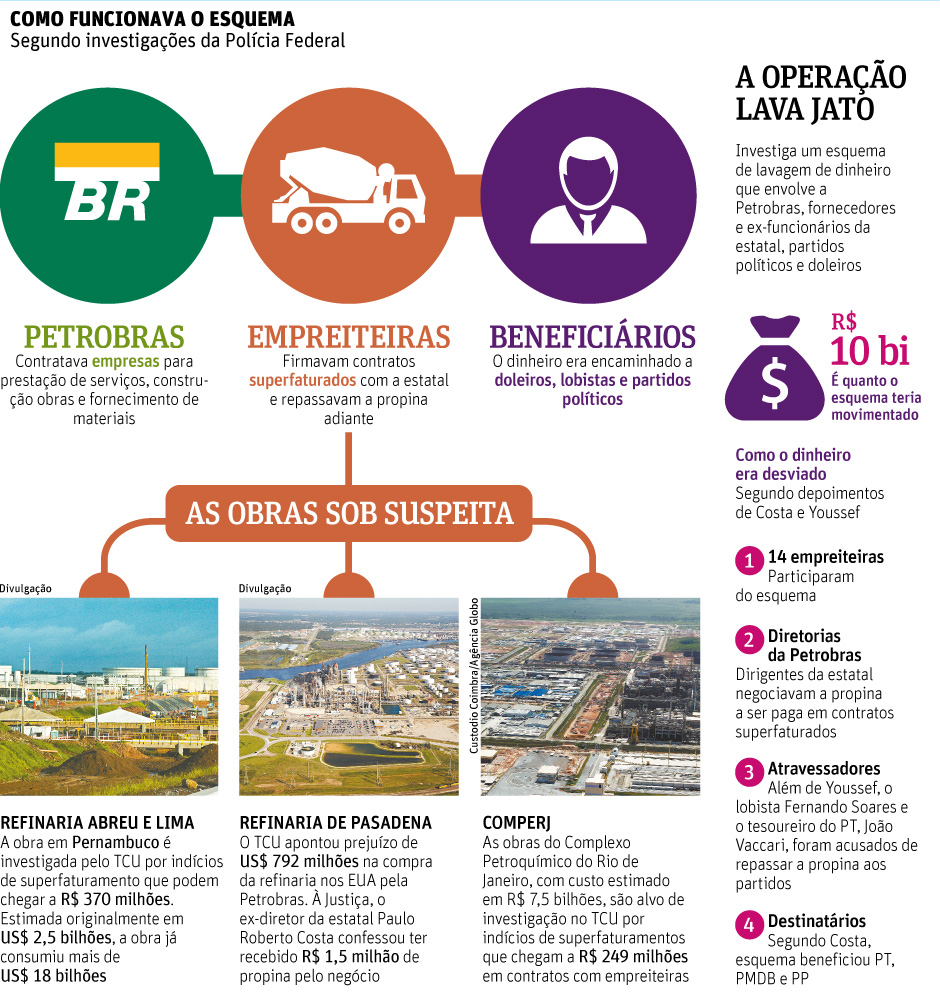 COMO FUNCIONAVA O ESQUEMA
Segundo investigações da Polícia Federal
BR
PETROBRAS
Contratava empresas para
prestação de serviços, constru-
ção obras e fornecimento de
materiais
EMPREITEIRAS
Firmavam contratos
superfaturados com a estatal
e repassavam a propina
adiante
BENEFICIÁRIOS
O dinheiro era encaminhado a
doleiros, lobistas e partidos
políticos
AS OBRAS SOB SUSPEITA
Divulgação
REFINARIA ABREU E LIMA
A obra em Pernambuco é
investigada pelo TCU por indícios
de superfaturamento que podem
chegar a R$ 370 milhões.
Estimada originalmente em
US$ 2,5 bilhões, a obra já
consumiu mais de
US$ 18 bilhões
Divulgação
REFINARIA DE PASADENA
O TCU apontou prejuízo de
US$ 792 milhões na compra
da refinaria nos EUA pela
Petrobras. À Justiça, o
ex-diretor da estatal Paulo
Roberto Costa confessou ter
recebido R$ 1,5 milhão de
propina pelo negócio
Custodio Coimbra/Agência Globo
COMPERJ
As obras do Complexo
Petroquímico do Rio de
Janeiro, com custo estimado
em R$ 7,5 bilhões, são alvo de
investigação no TCU por
indícios de superfaturamentos
que chegam a R$ 249 milhões
em contratos com empreiteiras
A OPERAÇÃO
LAVA JATO
Investiga um esquema
de lavagem de dinheiro
que envolve a
Petrobras, fornecedores
e ex-funcionários da
estatal, partidos
políticos e doleiros
$
R$
10 bi
É quanto o
esquema teria
movimentado
Como o dinheiro
era desviado
Segundo depoimentos
de Costa e Youssef
1 14 empreiteiras
Participaram
do esquema
2 Diretorias
da Petrobras
Dirigentes da estatal
negociavam a propina
a ser paga em contratos
superfaturados
3 Atravessadores
Além de Youssef, o
lobista Fernando Soares e
o tesoureiro do PT, João
Vaccari, foram acusados de
repassar a propina aos
partidos
4 Destinatários
Segundo Costa,
esquema beneficiou PT,
PMDB e PP